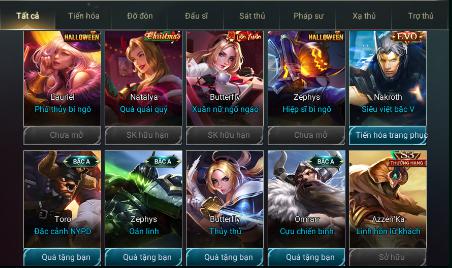 Tất cả
Tiến hóa
Đỡ đòn
Đấu sĩ
Sát thủ
Pháp sư
Xạ thủ
Trợ thủ
HALLOWEEN
Christmas
HALLOWEEN
EVO
Lauriel
Natalya
Butterfly
Zephys
Nakroth
Phù thủy bí ngô
Quà quái quỷ
Xuân nữ ngổ ngáo
Hiệp sĩ bí ngô
Siêu việt bậc V
Chưa mở
SK hữu hạn
SK hữu hạn
Chưa mở
Tiến hóa trang phục
BẬC A
BẬC A
BẬC A
THƯỞNG HẠNG
Toro
Zephys
Butterfly
Omen
Azzen'Ka
Đặc cảnh NYPD
Oán linh
Thủy thủ
Cựu chiến binh
Linh hồn lữ khách
Quà tặng bạn
Quà tặng bạn
Quà tặng bạn
Quà tặng bạn
Sở hữu